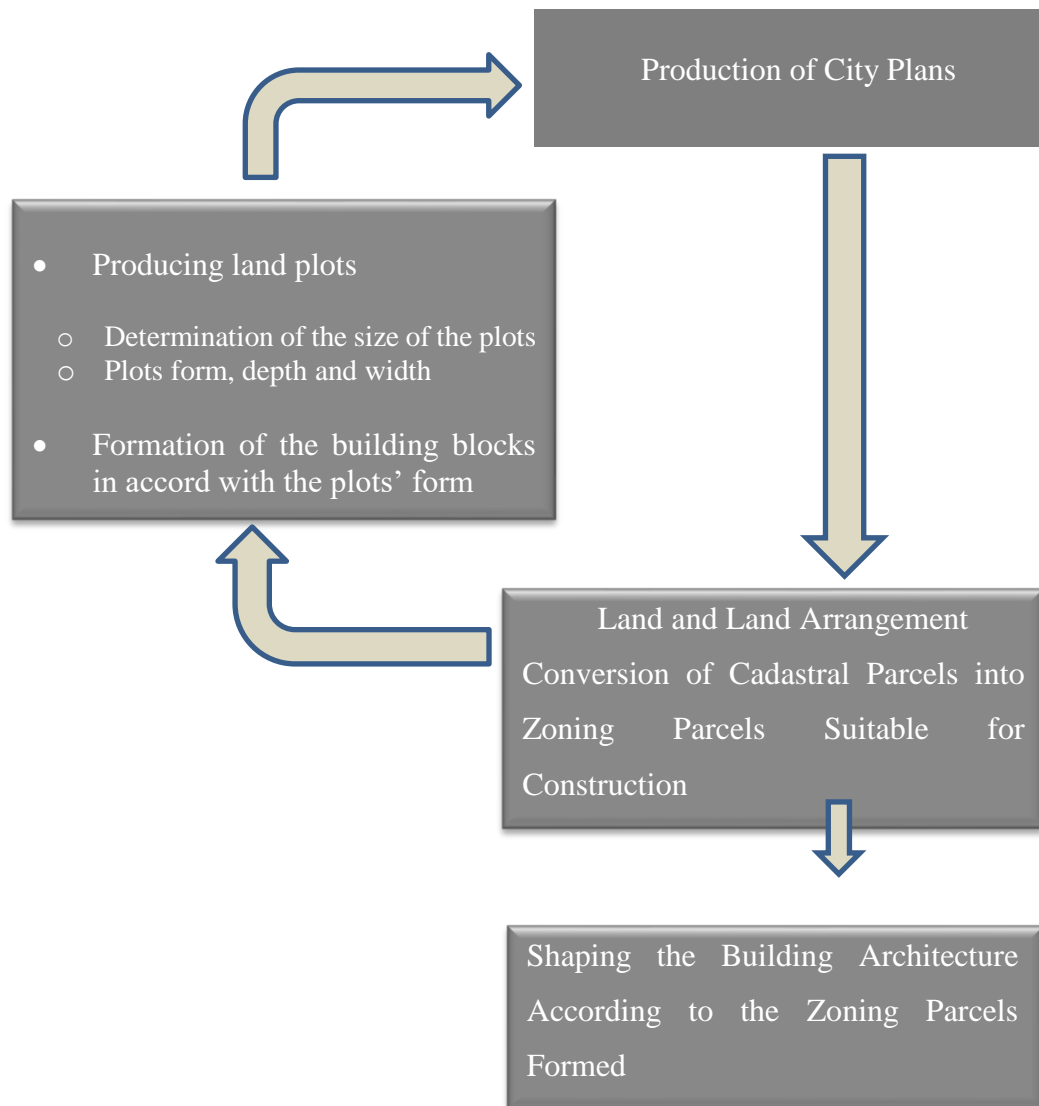 Production of City Plans
• Producing land plots
o Determination of the size of the plots
o Plots form, depth and width
• Formation of the building blocks
in accord with the plots’ form
Land and Land Arrangement
Conversion of Cadastral Parcels into
Zoning Parcels Suitable for
Construction
Shaping the Building Architecture
According to the Zoning Parcels
Formed